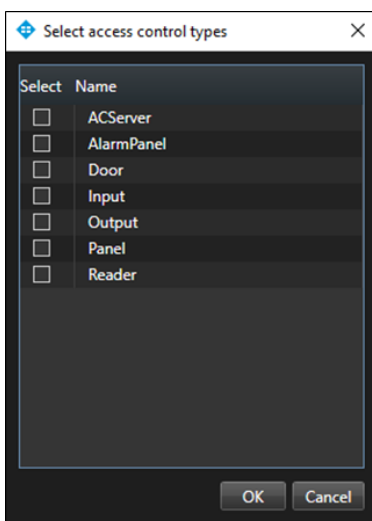 Select access control types
Select Name
ACServer
AlarmPanel
Door
Input
Output
Panel
Reader
OK Cancel